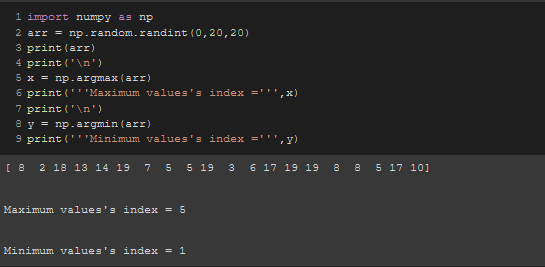 1 import numpy as np
2 arr = np.random.randint(0,20,20)
3 print(arr)
4 print('\n')
5 x = np.argmax(arr)
6 print('''Maximum values's index =''',x)
7 print('\n')
8 y = np.argmin(arr)
9 print('''Minimum values's index =''',y)
[ 8  2 18 13 14 19  7  5  5 19  3  6 17 19 19  8  8  5 17 10]
Maximum values's index = 5
Minimum values's index = 1